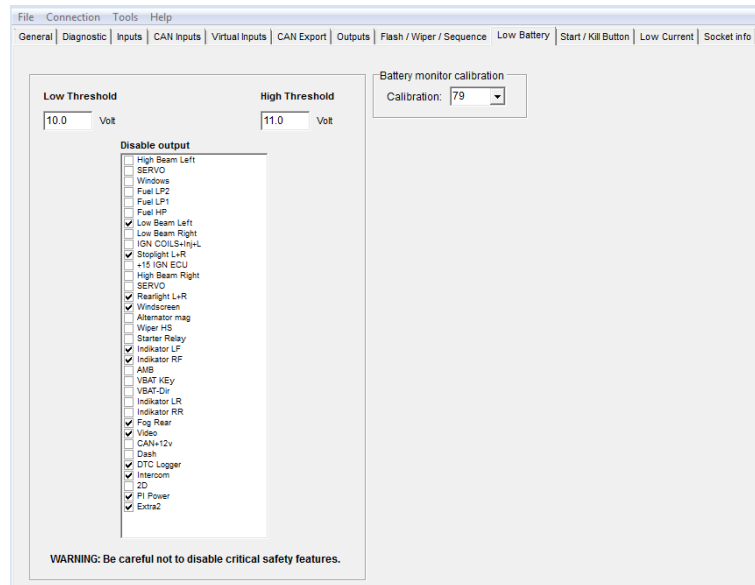 File Connection Tools Help
General Diagnostic Inputs CAN Inputs Virtual Inputs CAN Export Outputs Flash / Wiper / Sequence Low Battery Start / Kill Button Low Current Socket info
Battery monitor calibration
Calibration: 79
Low Threshold High Threshold
10.0 Volt 11.0 Volt
Disable output
High Beam Left
SERVO
Windows
Fuel LP2
Fuel LP1
Fuel HP
Low Beam Left
Low Beam Right
IGN COILS+Inj+L
Stoplight L+R
+15 IGN ECU
High Beam Right
SERVO
Rearlight L+R
Windscreen
Alternator mag
Wiper HS
Starter Relay
Indikator LF
Indikator RF
AMB
VBAT KEy
VBAT-Dir
Indikator LR
Indikator RR
Fog Rear
Video
CAN+12v
Dash
DTC Logger
Intercom
2D
PI Power
Extra2
WARNING: Be careful not to disable critical safety features.